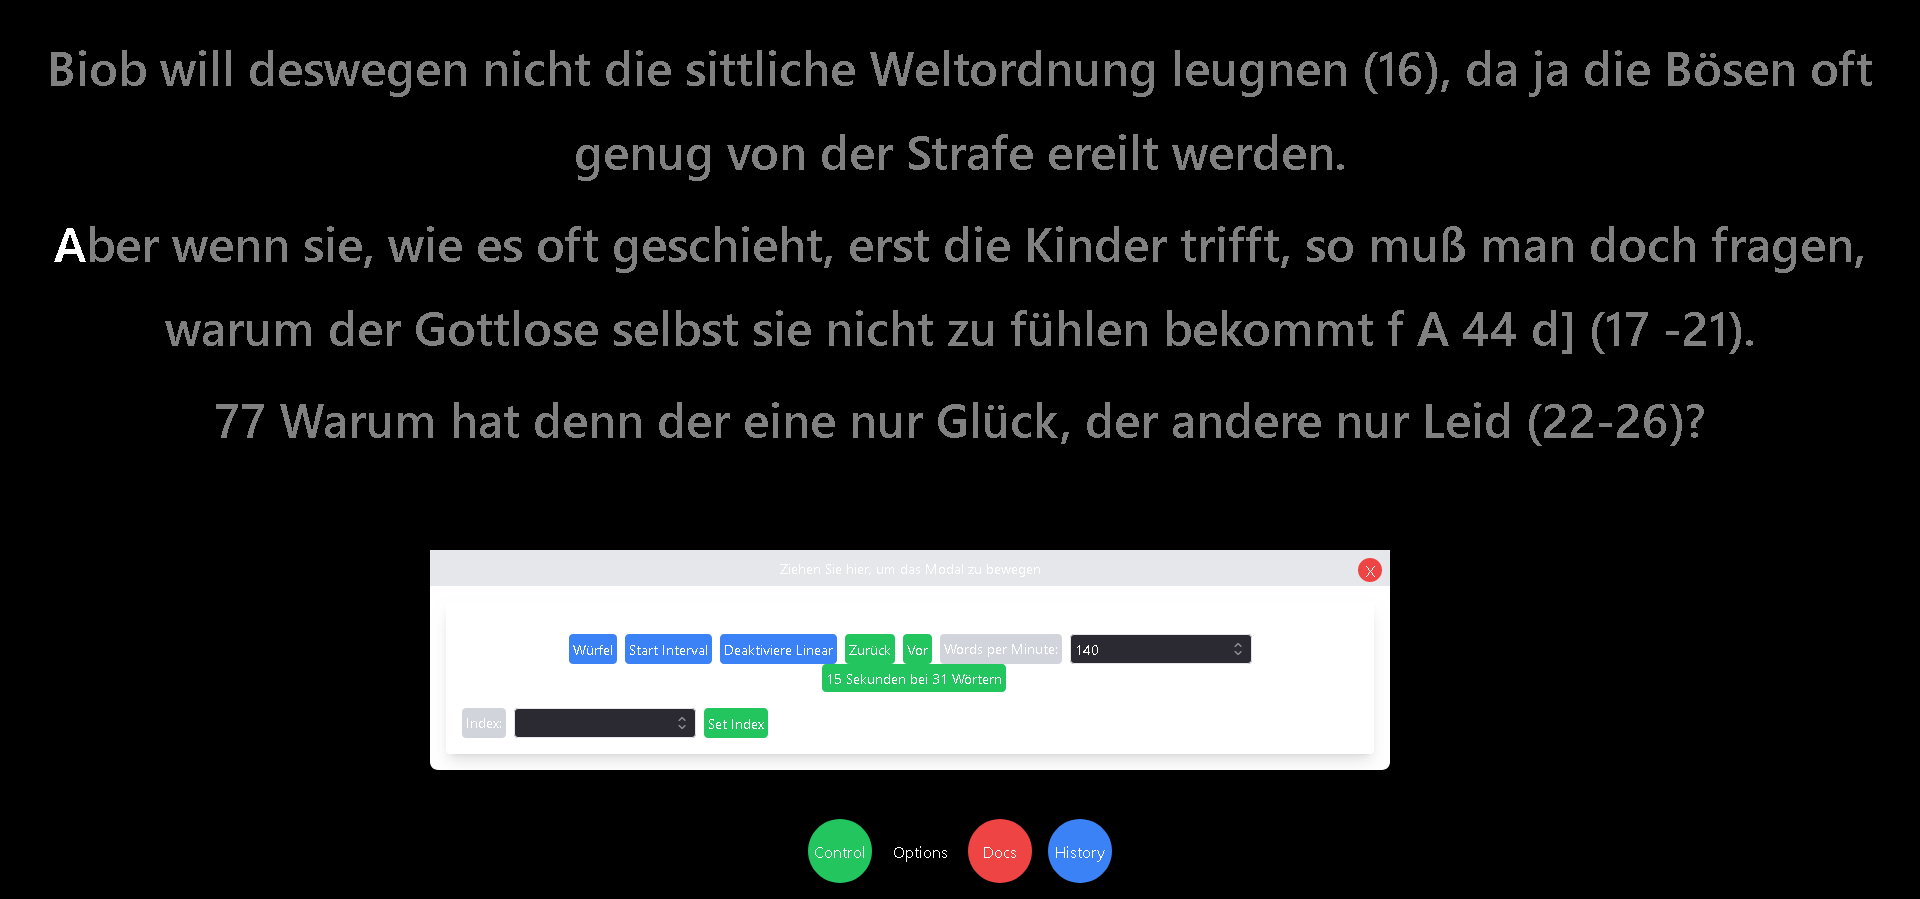 Biob will deswegen nicht die sittliche Weltordnung leugnen (16), da ja die Bösen oft
genug von der Strafe ereilt werden.
Aber wenn sie, wie es oft geschieht, erst die Kinder trifft, so muß man doch fragen,
warum der Gottlose selbst sie nicht zu fühlen bekommt f A 44 d] (17 -21).
77 Warum hat denn der eine nur Glück, der andere nur Leid (22-26)?
Ziehen Sie hier, um das Modal zu bewegen
X
Würfel Start Interval Deaktiviere Linear Zurück Vor Words per Minute: 140
15 Sekunden bei 31 Wörtern
Index: Set Index
Control Options Docs History